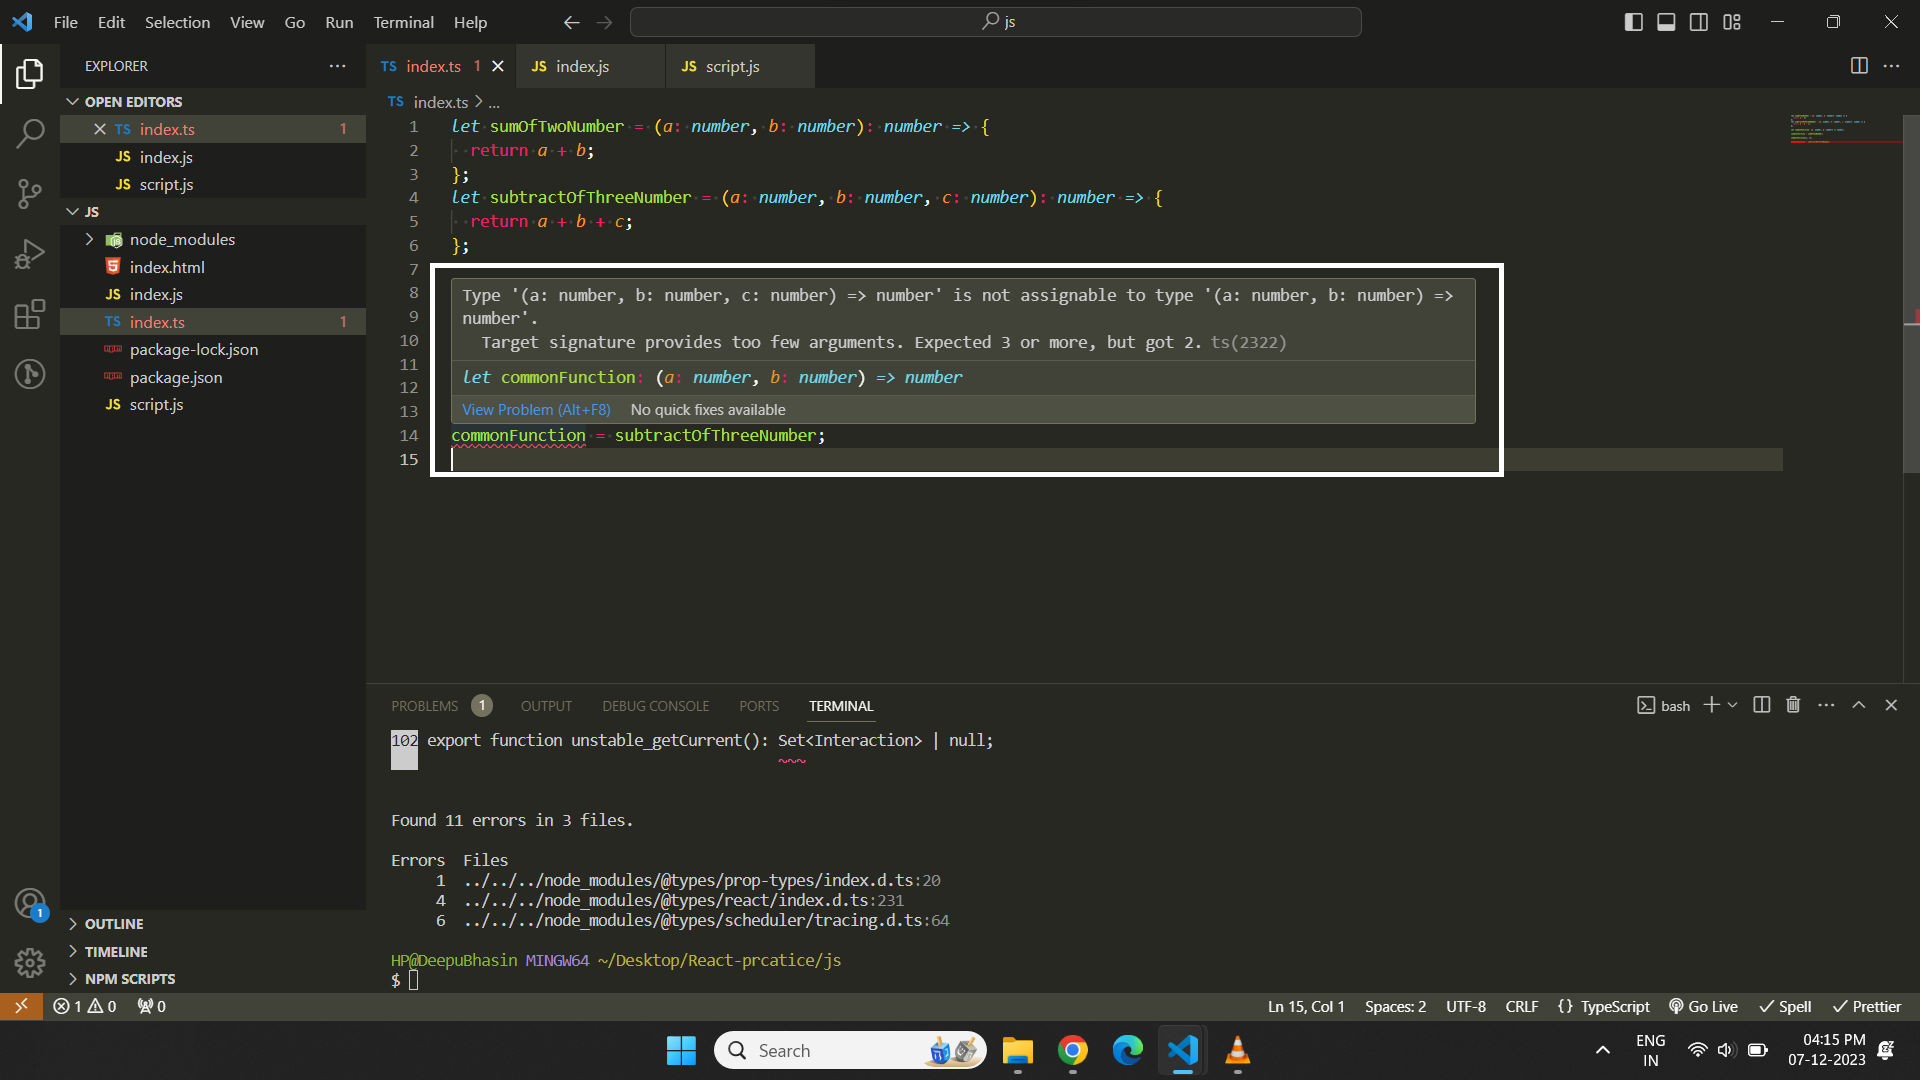 File Edit Selection View Go Run Terminal Help
js
EXPLORER
OPEN EDITORS
TS index.ts 1
JS index.js
JS script.js
JS
node_modules
index.html
JS index.js
TS index.ts 1
package-lock.json
package.json
JS script.js
OUTLINE
TIMELINE
NPM SCRIPTS
TS index.ts 1
JS index.js
JS script.js
TS index.ts > ...
1 let sumOfTwoNumber = (a: number, b: number): number => {
2 return a + b;
3 };
4 let subtractOfThreeNumber = (a: number, b: number, c: number): number => {
5 return a + b + c;
6 };
7
8
9
10
11
12
13
Type '(a: number, b: number, c: number) => number' is not assignable to type '(a: number, b: number) =>
number'.
Target signature provides too few arguments. Expected 3 or more, but got 2. ts(2322)
let commonFunction: (a: number, b: number) => number
View Problem (Alt+F8) No quick fixes available
14 commonFunction = subtractOfThreeNumber;
15
PROBLEMS 1 OUTPUT DEBUG CONSOLE PORTS TERMINAL
bash
102 export function unstable_getCurrent(): Set<Interaction> | null;
~~~
Found 11 errors in 3 files.
Errors Files
1 ../../../node_modules/@types/prop-types/index.d.ts:20
4 ../../../node_modules/@types/react/index.d.ts:231
6 ../../../node_modules/@types/scheduler/tracing.d.ts:64
HP@DeepuBhasin MINGW64 ~/Desktop/React-prcatice/js
$
1
1 0 0
Ln 15, Col 1 Spaces: 2 UTF-8 CRLF {} TypeScript Go Live Spell Prettier
Search
ENG
IN
04:15 PM
07-12-2023